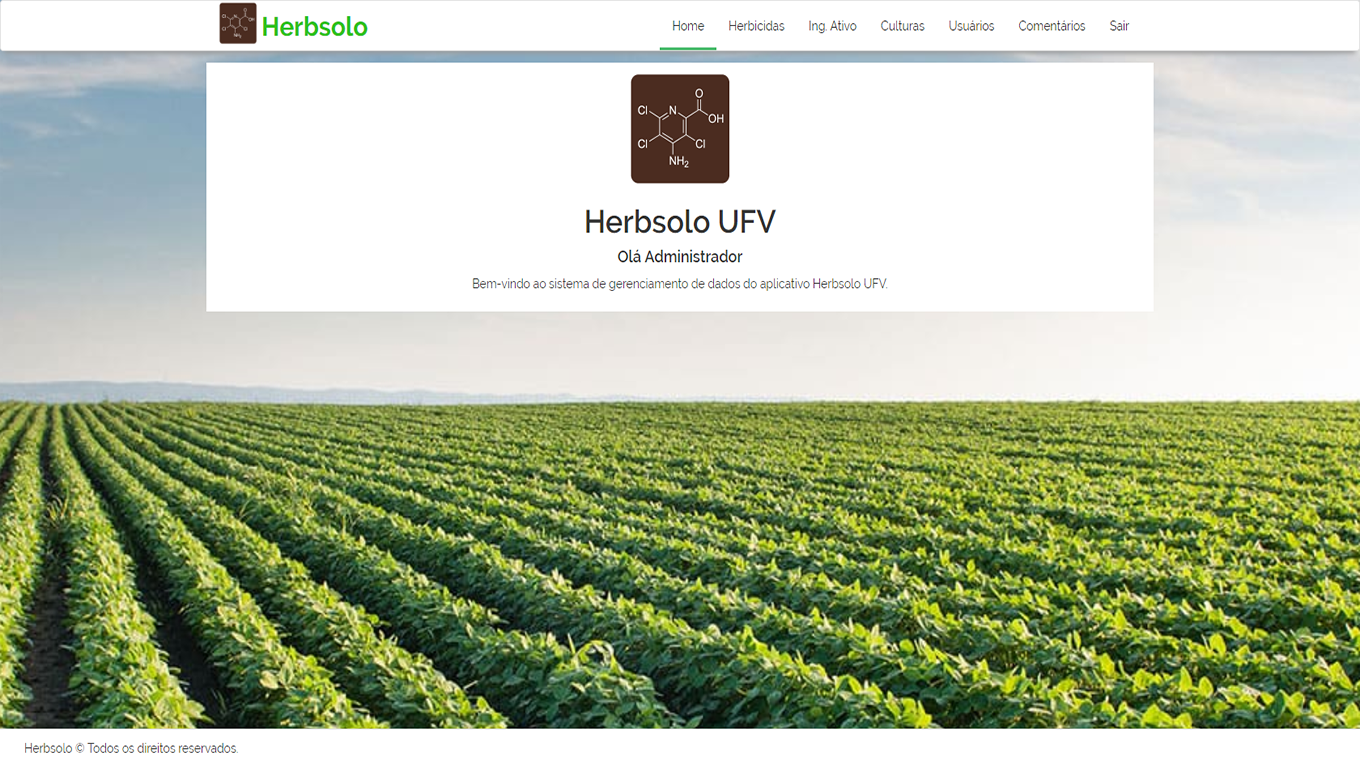 Herbsolo
Home Herbicidas Ing. Ativo Culturas Usuários Comentários Sair
Cl N O OH Cl Cl NH2
Herbsolo UFV
Olá Administrador
Bem-vindo ao sistema de gerenciamento de dados do aplicativo Herbsolo UFV.
Herbsolo © Todos os direitos reservados.